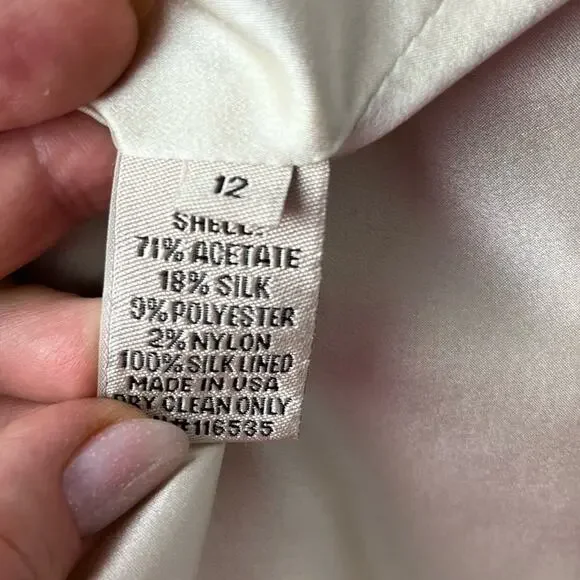 12
SHELL:
71% ACETATE
18% SILK
9% POLYESTER
2% NYLON
100% SILK LINED
MADE IN USA
DRY CLEAN ONLY
N#116535